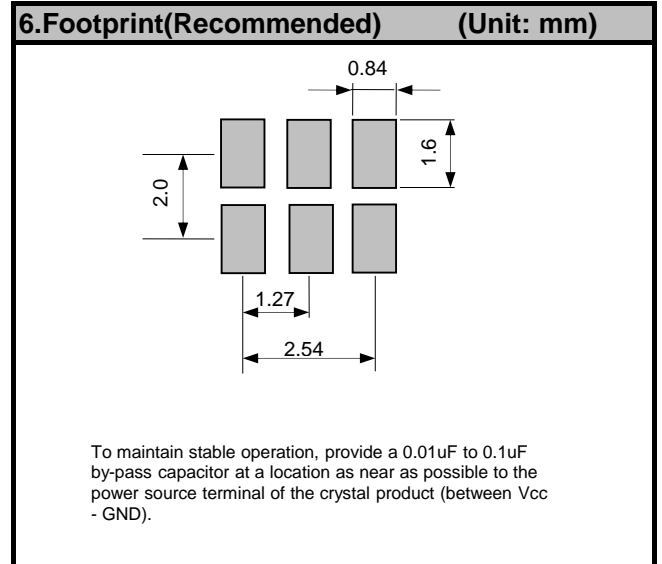 6.Footprint(Recommended) (Unit: mm)
0.84
1.6
2.0
1.27
2.54
To maintain stable operation, provide a 0.01uF to 0.1uF
by-pass capacitor at a location as near as possible to the
power source terminal of the crystal product (between Vcc
- GND).